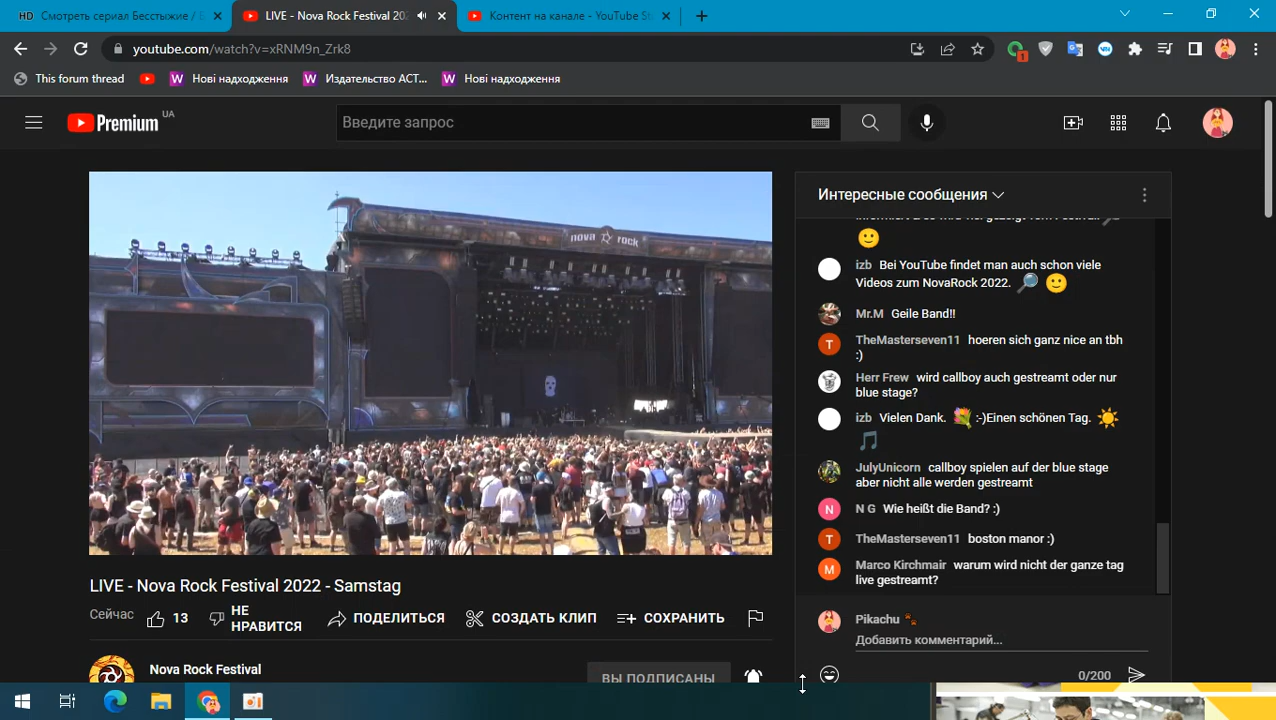 Смотреть сериал Бесстыжие / Б
LIVE - Nova Rock Festival 202
Контент на канале - YouTube St
youtube.com/watch?v=xRNM9n_Zrk8
1
This forum thread
Нові надходження
Издательство АСТ...
Нові надходження
Premium UA
Введите запрос
nova rock
LIVE - Nova Rock Festival 2022 - Samstag
Сейчас
13
НЕ
НРАВИТСЯ
ПОДЕЛИТЬСЯ
СОЗДАТЬ КЛИП
СОХРАНИТЬ
Nova Rock Festival
ВЫ ПОДПИСАНЫ
Интересные сообщения
izb Bei YouTube findet man auch schon viele
Videos zum NovaRock 2022. 🔎 🙂
Mr.M Geile Band!!
TheMasterseven11 hoeren sich ganz nice an tbh
:)
Herr Frew wird callboy auch gestreamt oder nur
blue stage?
izb Vielen Dank. 💐 :-)Einen schönen Tag. ☀️
🎵
JulyUnicorn callboy spielen auf der blue stage
aber nicht alle werden gestreamt
N G Wie heißt die Band? :)
TheMasterseven11 boston manor :)
Marco Kirchmair warum wird nicht der ganze tag
live gestreamt?
Pikachu 🐾
Добавить комментарий...
0/200